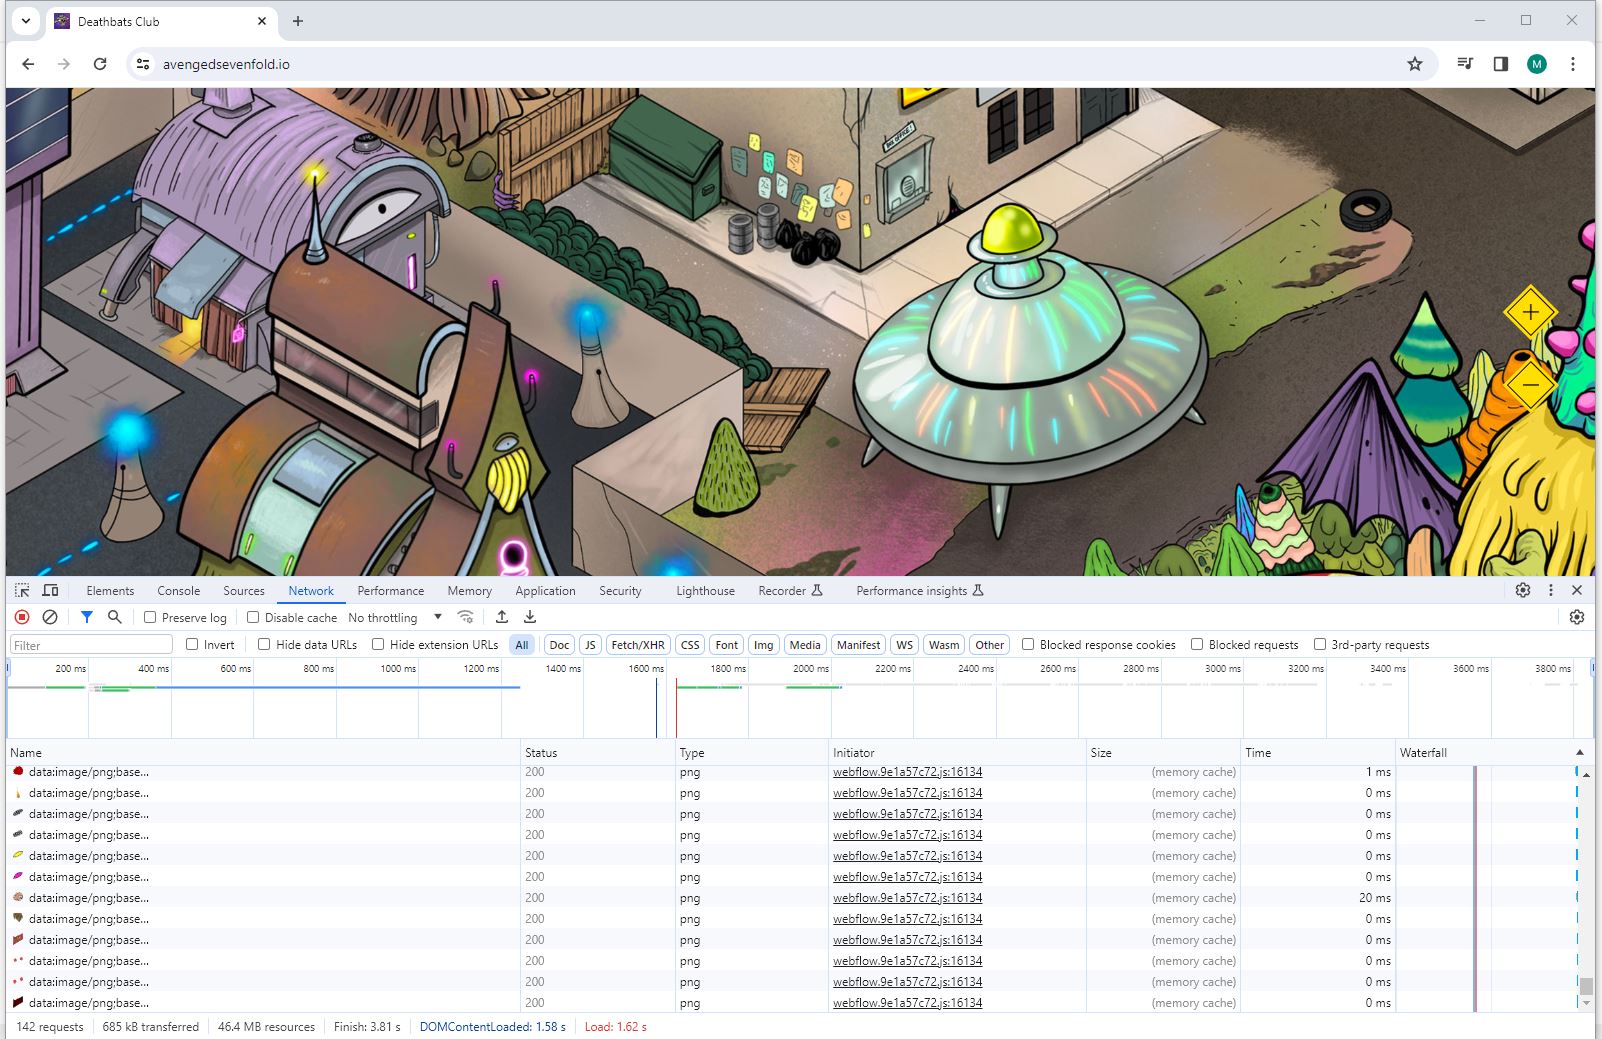 Deathbats Club
avengedsevenfold.io
M
BOX OFFICE
Elements Console Sources Network Performance Memory Application Security Lighthouse Recorder Performance insights
Preserve log Disable cache No throttling
Filter Invert Hide data URLs Hide extension URLs All Doc JS Fetch/XHR CSS Font Img Media Manifest WS Wasm Other Blocked response cookies Blocked requests 3rd-party requests
200 ms 400 ms 600 ms 800 ms 1000 ms 1200 ms 1400 ms 1600 ms 1800 ms 2000 ms 2200 ms 2400 ms 2600 ms 2800 ms 3000 ms 3200 ms 3400 ms 3600 ms 3800 ms
Name Status Type Initiator Size Time Waterfall
data:image/png;base... 200 png webflow.9e1a57c72.js:16134 (memory cache) 1 ms
data:image/png;base... 200 png webflow.9e1a57c72.js:16134 (memory cache) 0 ms
data:image/png;base... 200 png webflow.9e1a57c72.js:16134 (memory cache) 0 ms
data:image/png;base... 200 png webflow.9e1a57c72.js:16134 (memory cache) 0 ms
data:image/png;base... 200 png webflow.9e1a57c72.js:16134 (memory cache) 0 ms
data:image/png;base... 200 png webflow.9e1a57c72.js:16134 (memory cache) 0 ms
data:image/png;base... 200 png webflow.9e1a57c72.js:16134 (memory cache) 20 ms
data:image/png;base... 200 png webflow.9e1a57c72.js:16134 (memory cache) 0 ms
data:image/png;base... 200 png webflow.9e1a57c72.js:16134 (memory cache) 0 ms
data:image/png;base... 200 png webflow.9e1a57c72.js:16134 (memory cache) 0 ms
data:image/png;base... 200 png webflow.9e1a57c72.js:16134 (memory cache) 0 ms
data:image/png;base... 200 png webflow.9e1a57c72.js:16134 (memory cache) 0 ms
142 requests 685 kB transferred 46.4 MB resources Finish: 3.81 s DOMContentLoaded: 1.58 s Load: 1.62 s